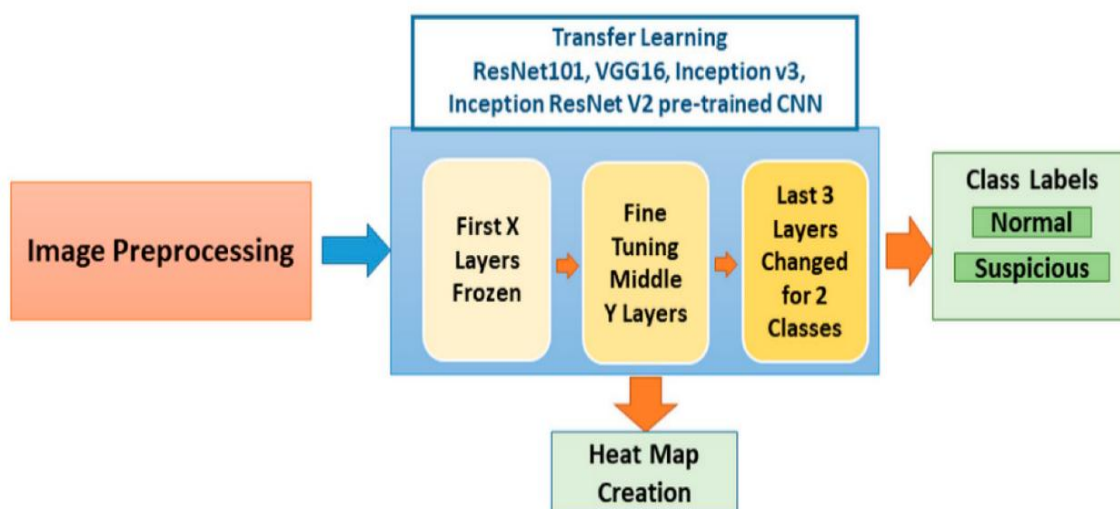 Transfer Learning
ResNet101, VGG16, Inception v3,
Inception ResNet V2 pre-trained CNN
Image Preprocessing
First X
Layers
Frozen
Fine
Tuning
Middle
Y Layers
Last 3
Layers
Changed
for 2
Classes
Class Labels
Normal
Suspicious
Heat Map
Creation